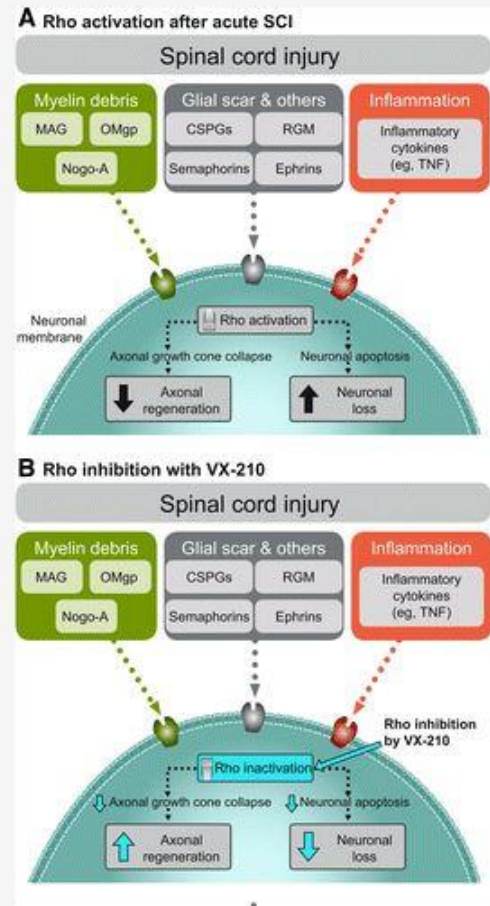 A Rho activation after acute SCI
Spinal cord injury
Myelin debris
MAG
OMgp
Nogo-A
Glial scar & others
CSPGs
RGM
Semaphorins
Ephrins
Inflammation
Inflammatory
cytokines
(eg, TNF)
Neuronal
membrane
Rho activation
Axonal growth cone collapse
Neuronal apoptosis
Axonal
regeneration
Neuronal
loss
B Rho inhibition with VX-210
Spinal cord injury
Myelin debris
MAG
OMgp
Nogo-A
Glial scar & others
CSPGs
RGM
Semaphorins
Ephrins
Inflammation
Inflammatory
cytokines
(eg, TNF)
Rho inhibition
by VX-210
Rho inactivation
Axonal growth cone collapse
Neuronal apoptosis
Axonal
regeneration
Neuronal
loss